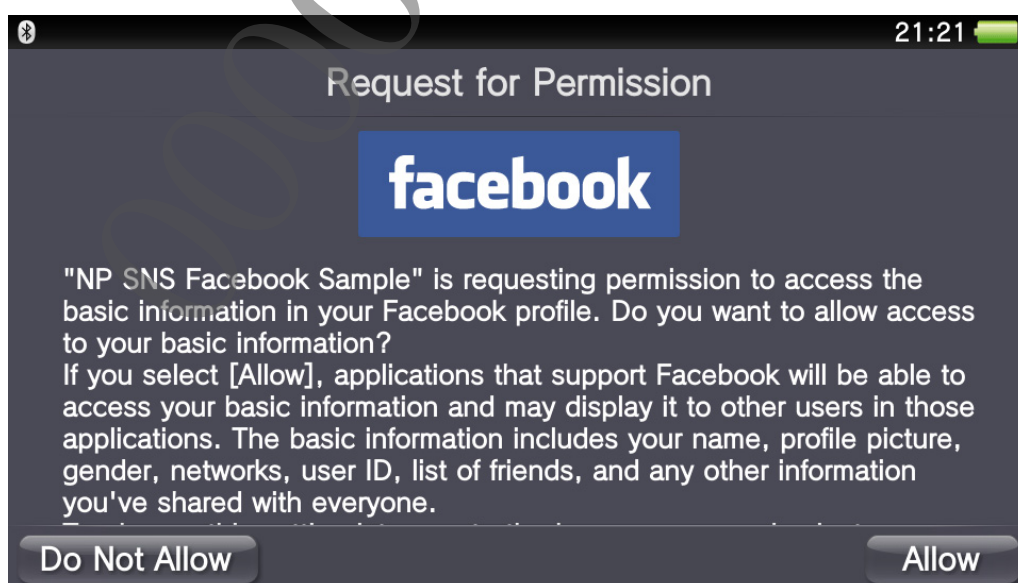 21:21
Request for Permission
facebook
"NP SNS Facebook Sample" is requesting permission to access the
basic information in your Facebook profile. Do you want to allow access
to your basic information?
If you select [Allow], applications that support Facebook will be able to
access your basic information and may display it to other users in those
applications. The basic information includes your name, profile picture,
gender, networks, user ID, list of friends, and any other information
you've shared with everyone.
Do Not Allow
Allow